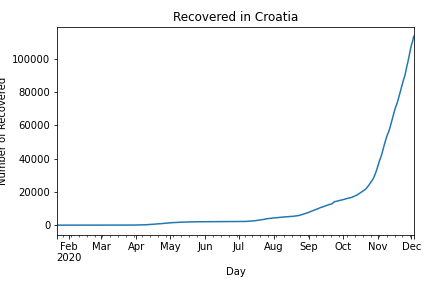 Recovered in Croatia
Number of Recovered
100000
80000
60000
40000
20000
0
Feb Mar Apr May Jun Jul Aug Sep Oct Nov Dec
2020
Day